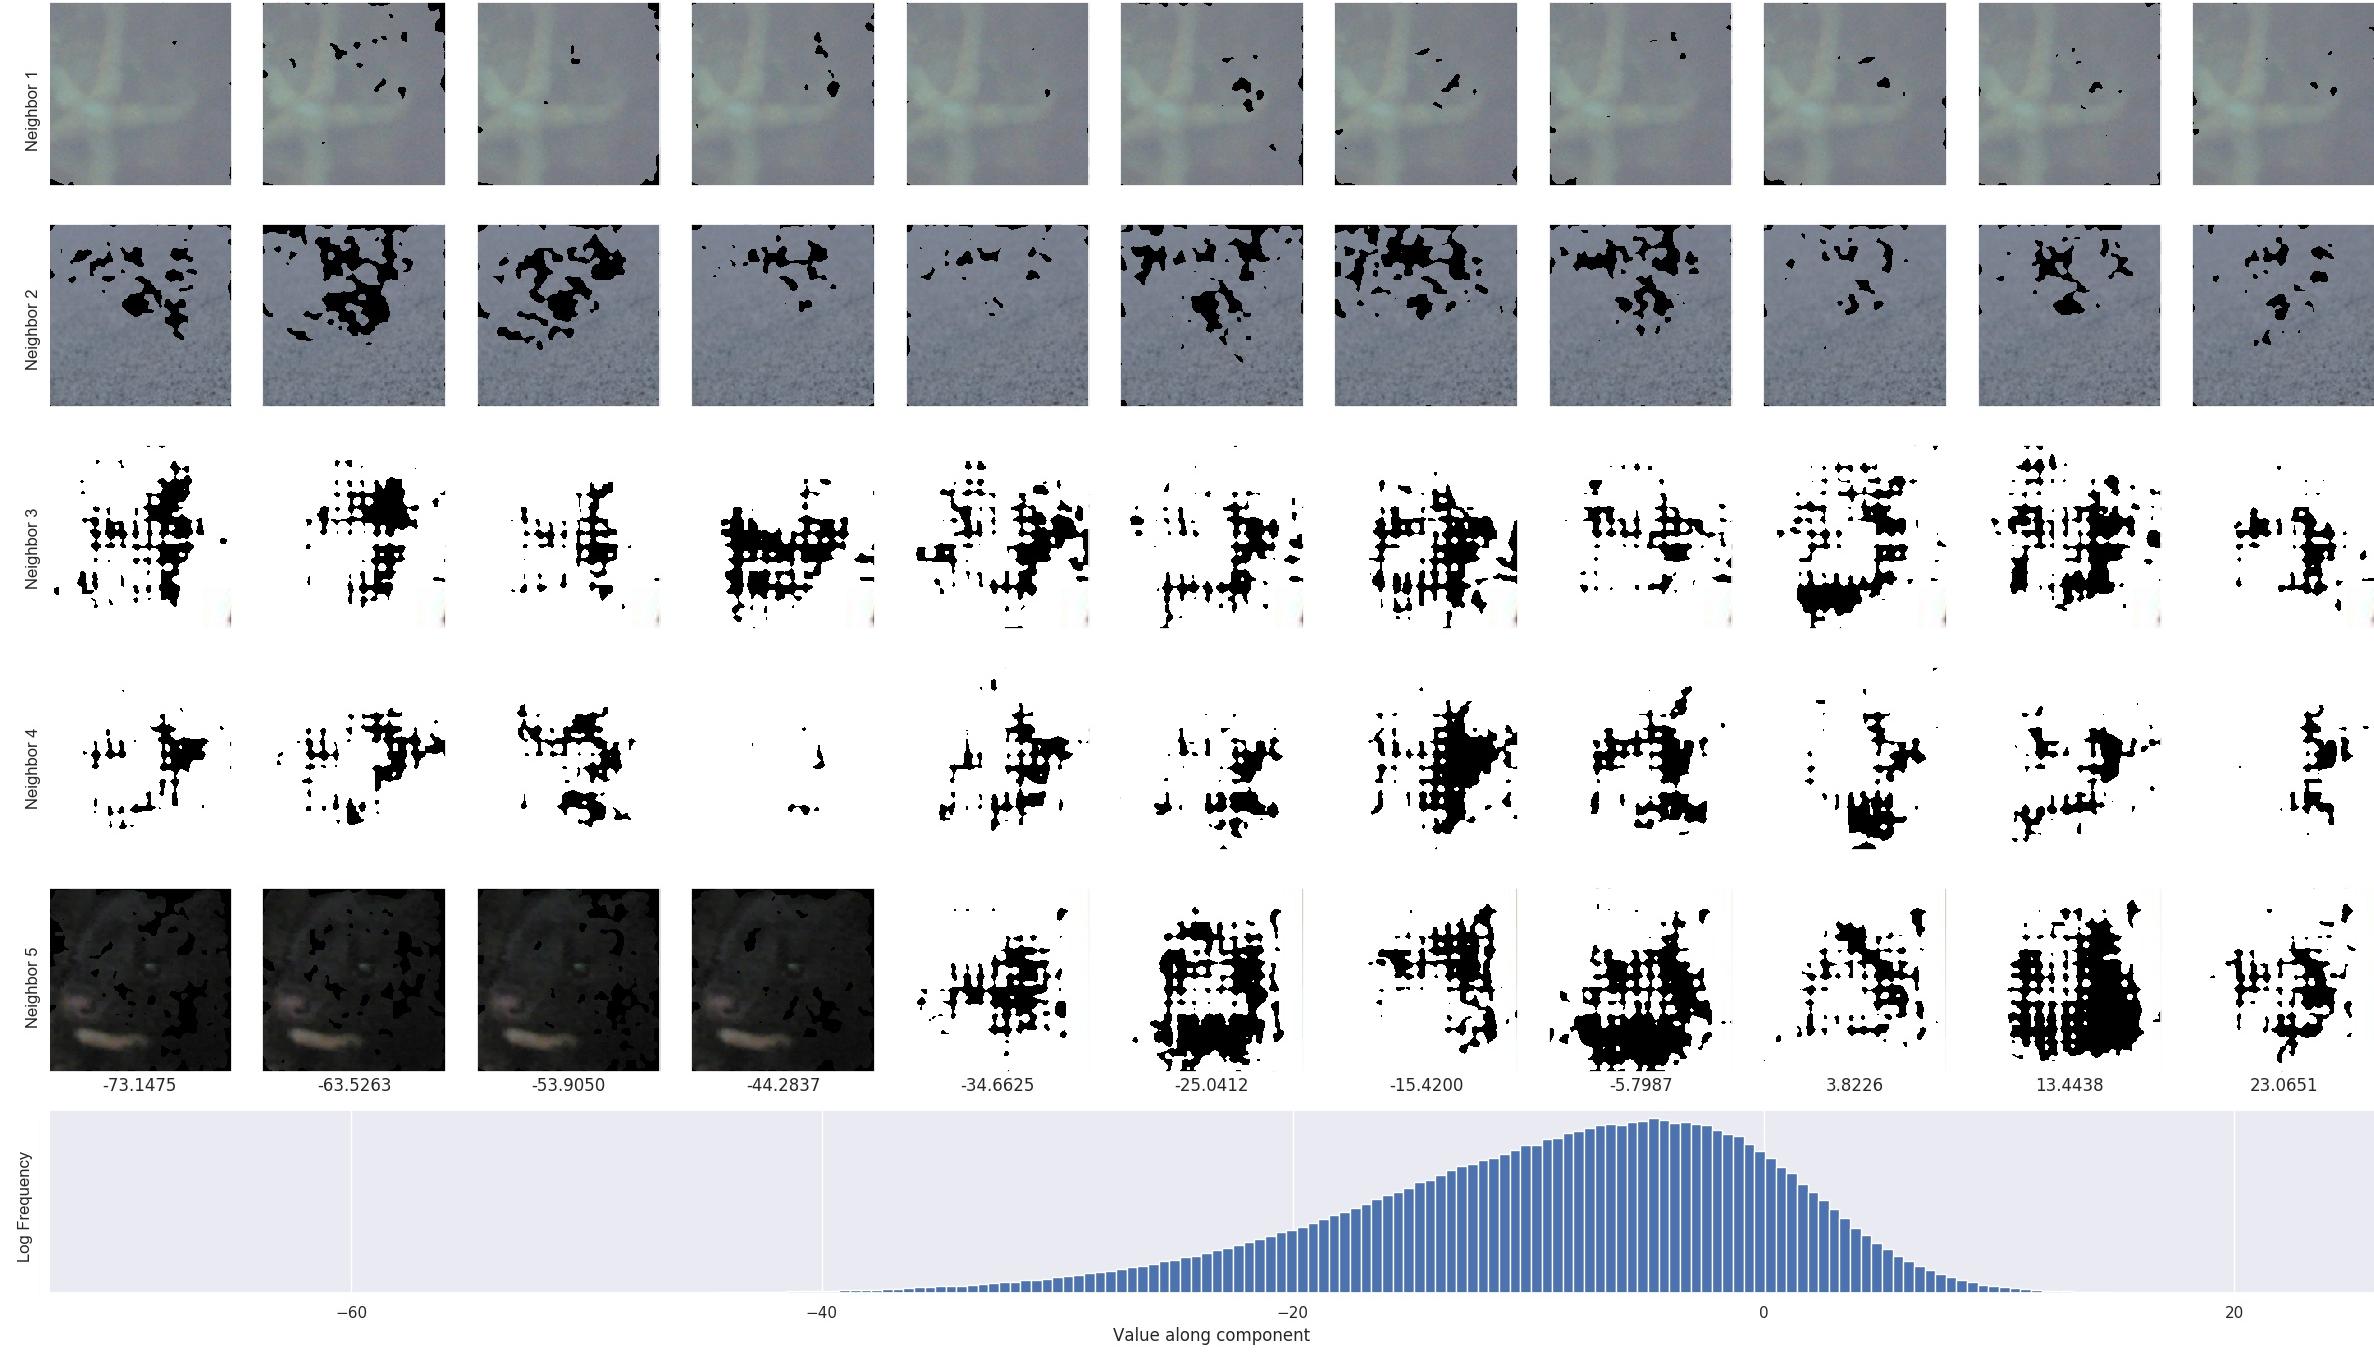 Neighbor 1
Neighbor 2
Neighbor 3
Neighbor 4
Neighbor 5
-73.1475 -63.5263 -53.9050 -44.2837 -34.6625 -25.0412 -15.4200 -5.7987 3.8226 13.4438 23.0651
Log Frequency
−60 −40 −20 0 20
Value along component